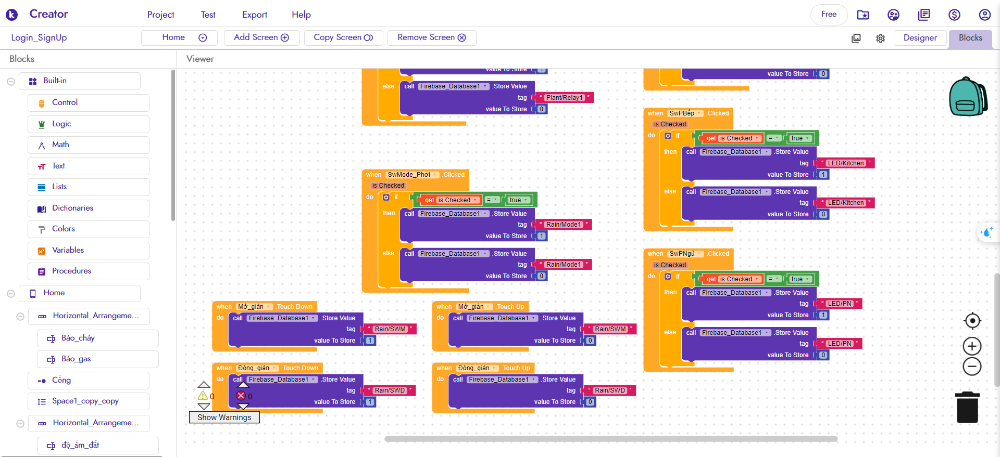 Creator
Project
Test
Export
Help
Free
Login_SignUp
Home
Add Screen
Copy Screen
Remove Screen
Designer
Blocks
Blocks
Viewer
Built-in
Control
Logic
Math
Text
Lists
Dictionaries
Colors
Variables
Procedures
Home
Horizontal_Arrangeme...
Báo_cháy
Báo_gas
Cổng
Space1_copy_copy
Horizontal_Arrangeme...
độ_ẩm_đất
value To Store 1
else call Firebase_Database1 .Store Value
tag “ Plant/Relay1 ”
value To Store 0
when SwMode_Phơi .Clicked
is Checked
do if get is Checked = true
then call Firebase_Database1 .Store Value
tag “ Rain/Mode1 ”
value To Store 1
else call Firebase_Database1 .Store Value
tag “ Rain/Mode1 ”
value To Store 0
when Mở_giàn .Touch Down
do call Firebase_Database1 .Store Value
tag “ Rain/SWM ”
value To Store 1
when Mở_giàn .Touch Up
do call Firebase_Database1 .Store Value
tag “ Rain/SWM ”
value To Store 0
when Đóng_giàn .Touch Down
do call Firebase_Database1 .Store Value
tag “ Rain/SWD ”
value To Store 1
when Đóng_giàn .Touch Up
do call Firebase_Database1 .Store Value
tag “ Rain/SWD ”
value To Store 0
0
0
Show Warnings
value To Store 0
when SwPBếp .Clicked
is Checked
do if get is Checked = true
then call Firebase_Database1 .Store Value
tag “ LED/Kitchen ”
value To Store 1
else call Firebase_Database1 .Store Value
tag “ LED/Kitchen ”
value To Store 0
when SwPNgủ .Clicked
is Checked
do if get is Checked = true
then call Firebase_Database1 .Store Value
tag “ LED/PN ”
value To Store 1
else call Firebase_Database1 .Store Value
tag “ LED/PN ”
value To Store 0